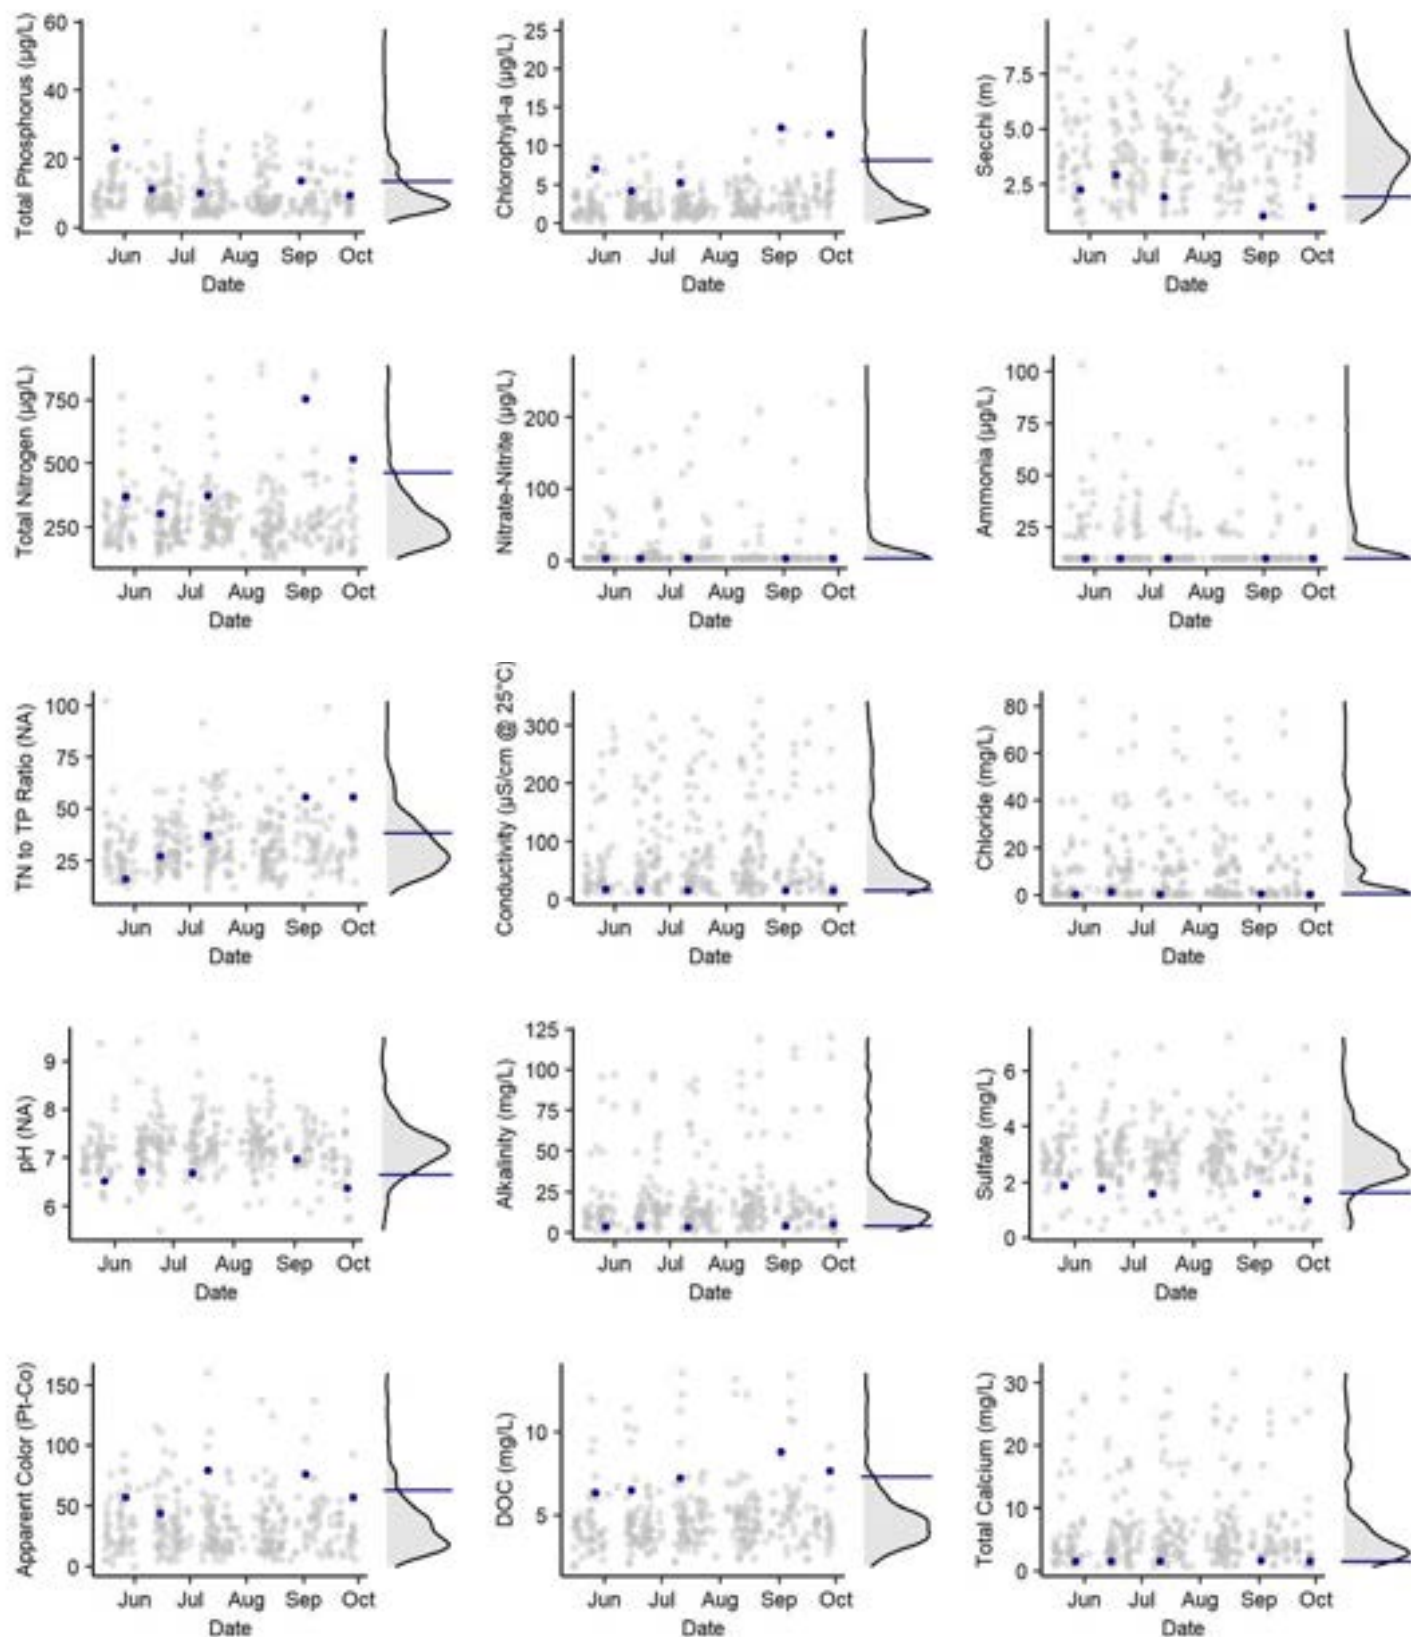 Total Phosphorus (µg/L)
60
40
20
0
Jun Jul Aug Sep Oct
Date
Chlorophyll-a (µg/L)
25
20
15
10
5
0
Jun Jul Aug Sep Oct
Date
Secchi (m)
7.5
5.0
2.5
Jun Jul Aug Sep Oct
Date
Total Nitrogen (µg/L)
750
500
250
Jun Jul Aug Sep Oct
Date
Nitrate-Nitrite (µg/L)
200
100
0
Jun Jul Aug Sep Oct
Date
Ammonia (µg/L)
100
75
50
25
Jun Jul Aug Sep Oct
Date
TN to TP Ratio (NA)
100
75
50
25
Jun Jul Aug Sep Oct
Date
Conductivity (µS/cm @ 25°C)
300
200
100
0
Jun Jul Aug Sep Oct
Date
Chloride (mg/L)
80
60
40
20
0
Jun Jul Aug Sep Oct
Date
pH (NA)
9
8
7
6
Jun Jul Aug Sep Oct
Date
Alkalinity (mg/L)
125
100
75
50
25
0
Jun Jul Aug Sep Oct
Date
Sulfate (mg/L)
6
4
2
0
Jun Jul Aug Sep Oct
Date
Apparent Color (Pt-Co)
150
100
50
0
Jun Jul Aug Sep Oct
Date
DOC (mg/L)
10
5
Jun Jul Aug Sep Oct
Date
Total Calcium (mg/L)
30
20
10
0
Jun Jul Aug Sep Oct
Date